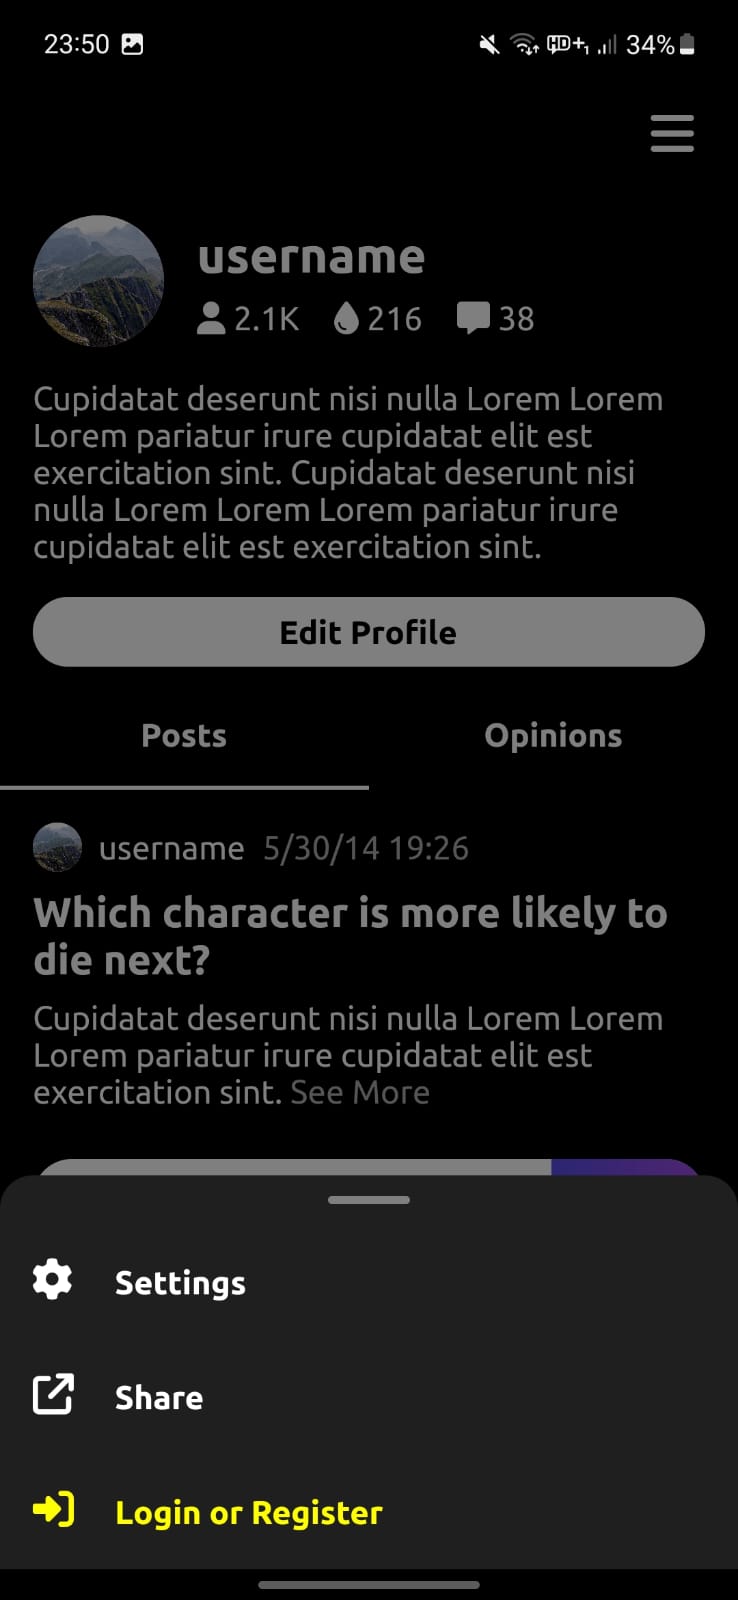 23:50
34%
username
2.1K 216 38
Cupidatat deserunt nisi nulla Lorem Lorem
Lorem pariatur irure cupidatat elit est
exercitation sint. Cupidatat deserunt nisi
nulla Lorem Lorem Lorem pariatur irure
cupidatat elit est exercitation sint.
Edit Profile
Posts Opinions
username 5/30/14 19:26
Which character is more likely to
die next?
Cupidatat deserunt nisi nulla Lorem Lorem
Lorem pariatur irure cupidatat elit est
exercitation sint. See More
Settings
Share
Login or Register